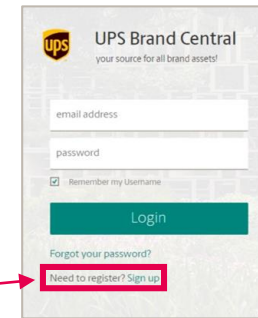 ups
UPS Brand Central
your source for all brand assets!
email address
password
Remember my Username
Login
Forgot your password?
Need to register? Sign up